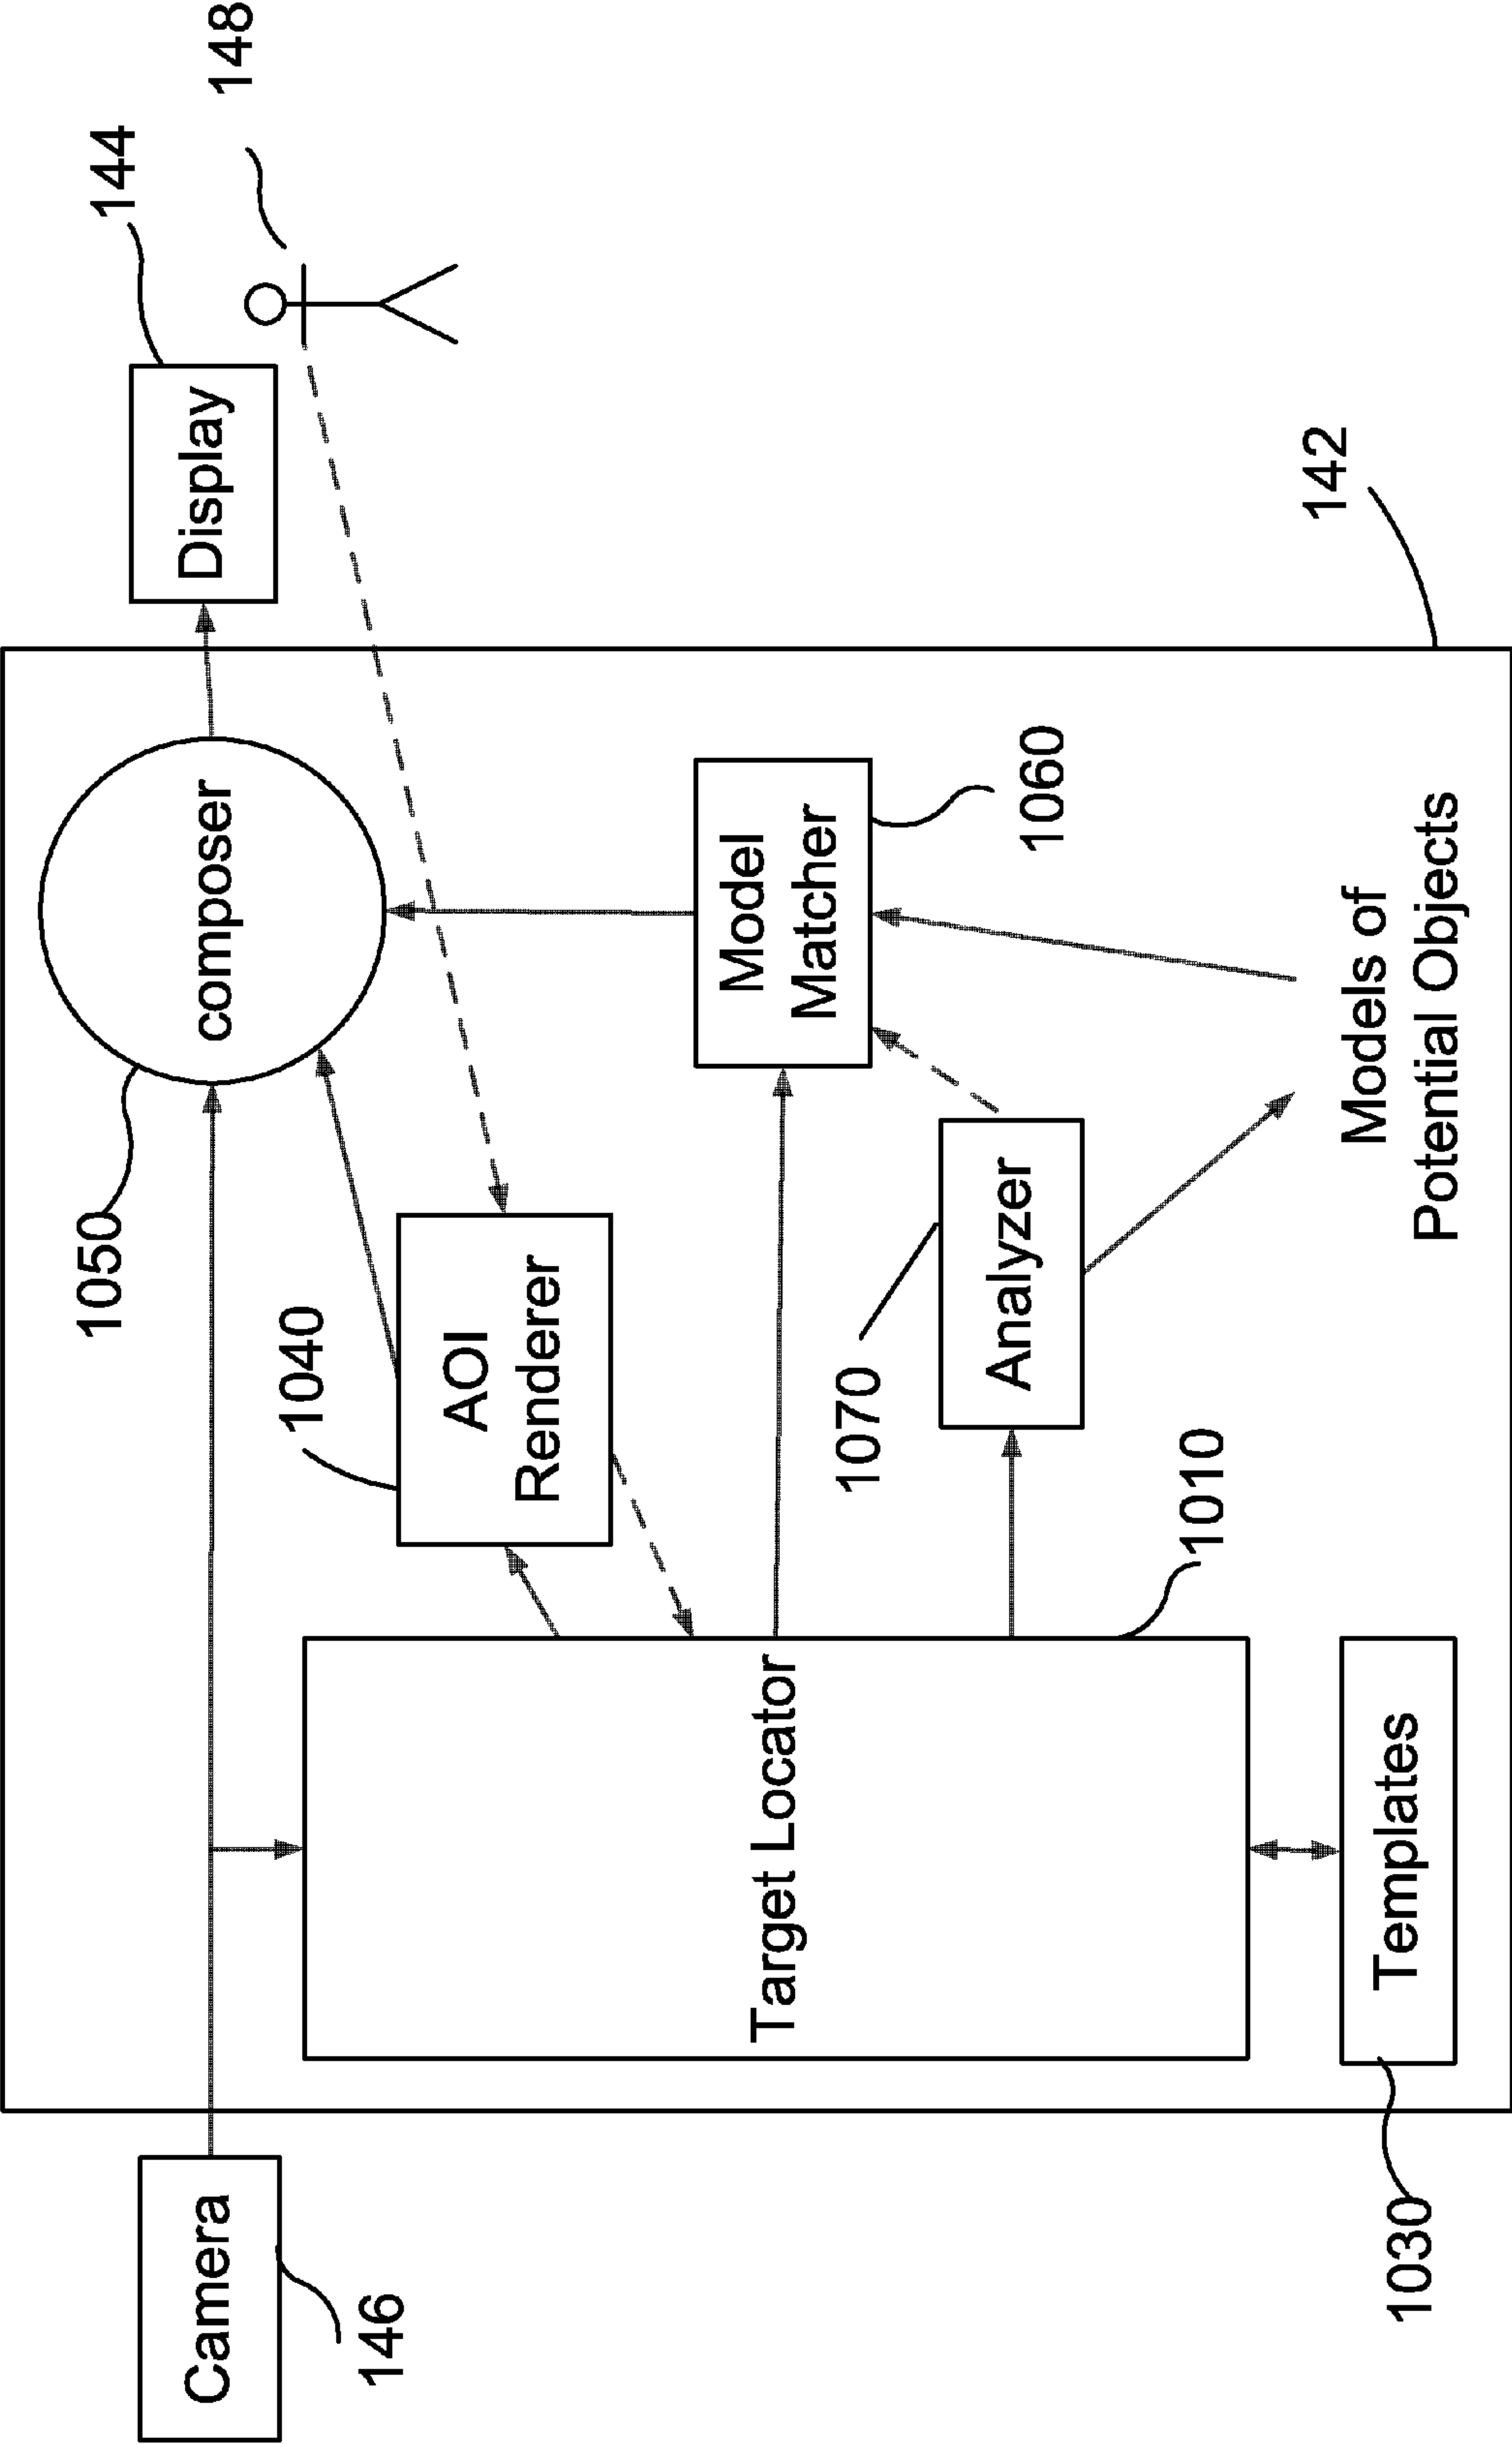 148
144
Display
composer
1050
142
Model
Matcher
1060
AOI
Renderer
1040
1070
Analyzer
Models of
Potential Objects
Target Locator
1010
Templates
1030
Camera
146